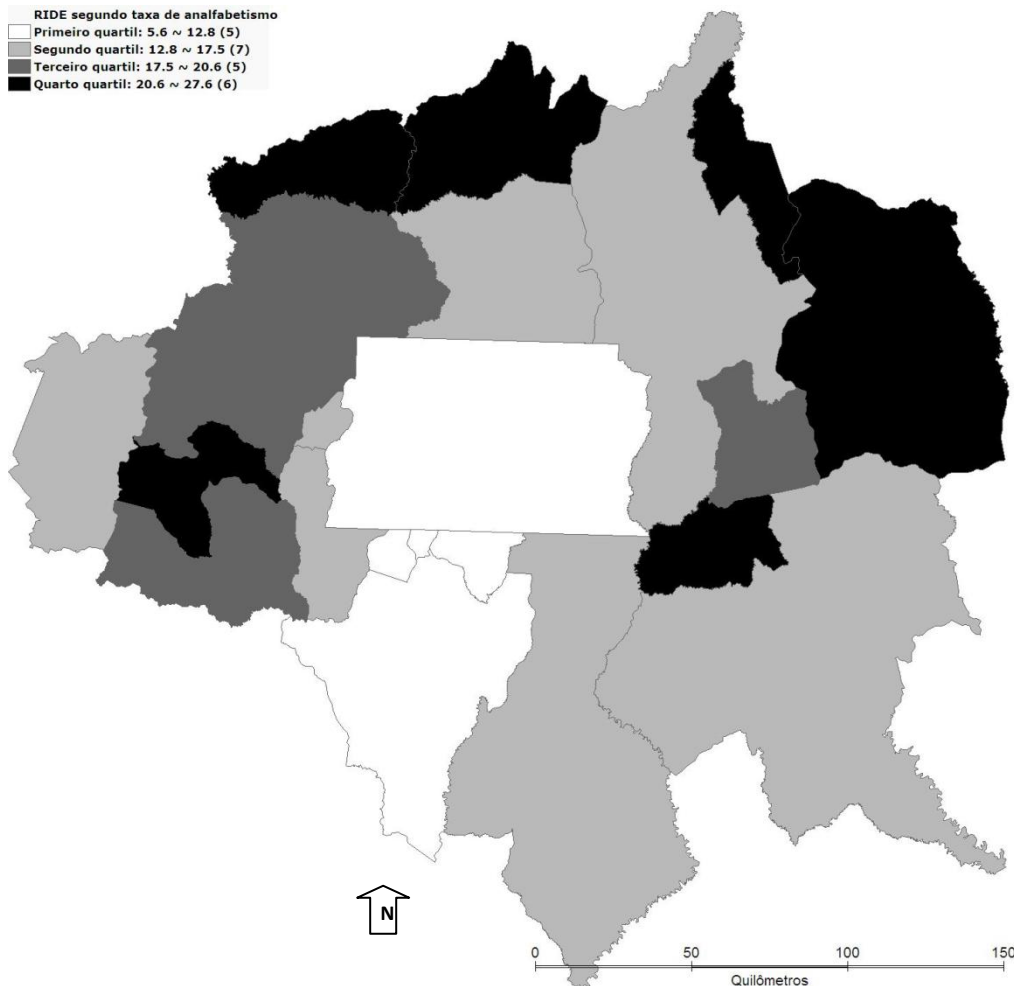 RIDE segundo taxa de analfabetismo
Primeiro quartil: 5.6 ~ 12.8 (5)
Segundo quartil: 12.8 ~ 17.5 (7)
Terceiro quartil: 17.5 ~ 20.6 (5)
Quarto quartil: 20.6 ~ 27.6 (6)
N
0 50 100 150
Quilômetros